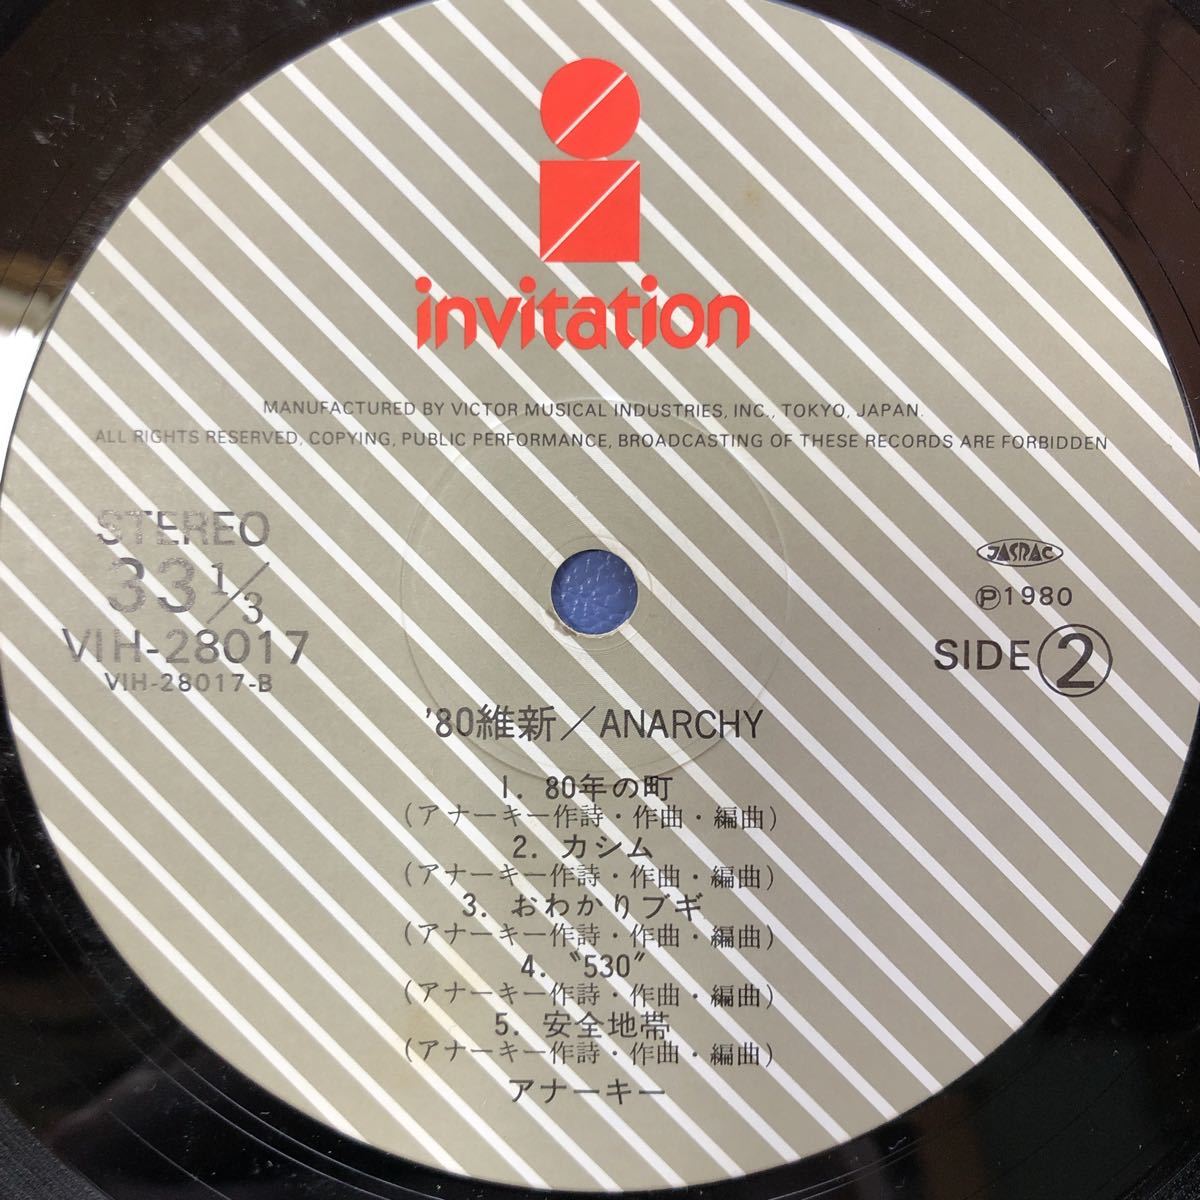 invitation
MANUFACTURED BY VICTOR MUSICAL INDUSTRIES, INC., TOKYO, JAPAN.
ALL RIGHTS RESERVED, COPYING, PUBLIC PERFORMANCE, BROADCASTING OF THESE RECORDS ARE FORBIDDEN
STEREO
33 1/3
VIH-28017
VIH-28017-B
JASRAC
Ⓟ1980
SIDE ②
'80維新／ANARCHY
1. 80年の町
(アナーキー作詩・作曲・編曲)
2. カシム
(アナーキー作詩・作曲・編曲)
3. おわかりブギ
(アナーキー作詩・作曲・編曲)
4. 〝530〟
(アナーキー作詩・作曲・編曲)
5. 安全地帯
(アナーキー作詩・作曲・編曲)
アナーキー